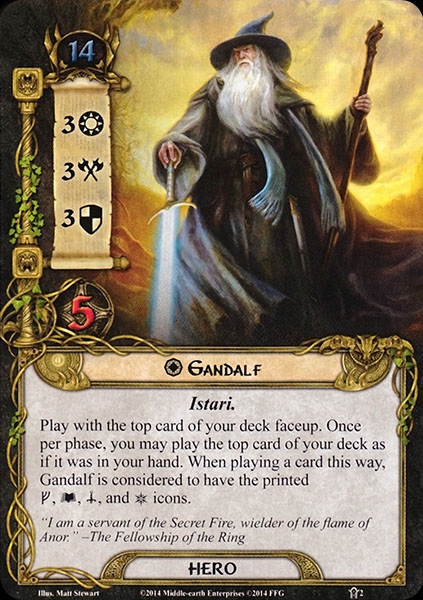 14
3
3
3
5
GANDALF
Istari.
Play with the top card of your deck faceup. Once
per phase, you may play the top card of your deck as
if it was in your hand. When playing a card this way,
Gandalf is considered to have the printed
, , , and icons.
“I am a servant of the Secret Fire, wielder of the flame of
Anor.” –The Fellowship of the Ring
HERO
Illus. Matt Stewart ©2014 Middle-earth Enterprises ©2014 FFG 2